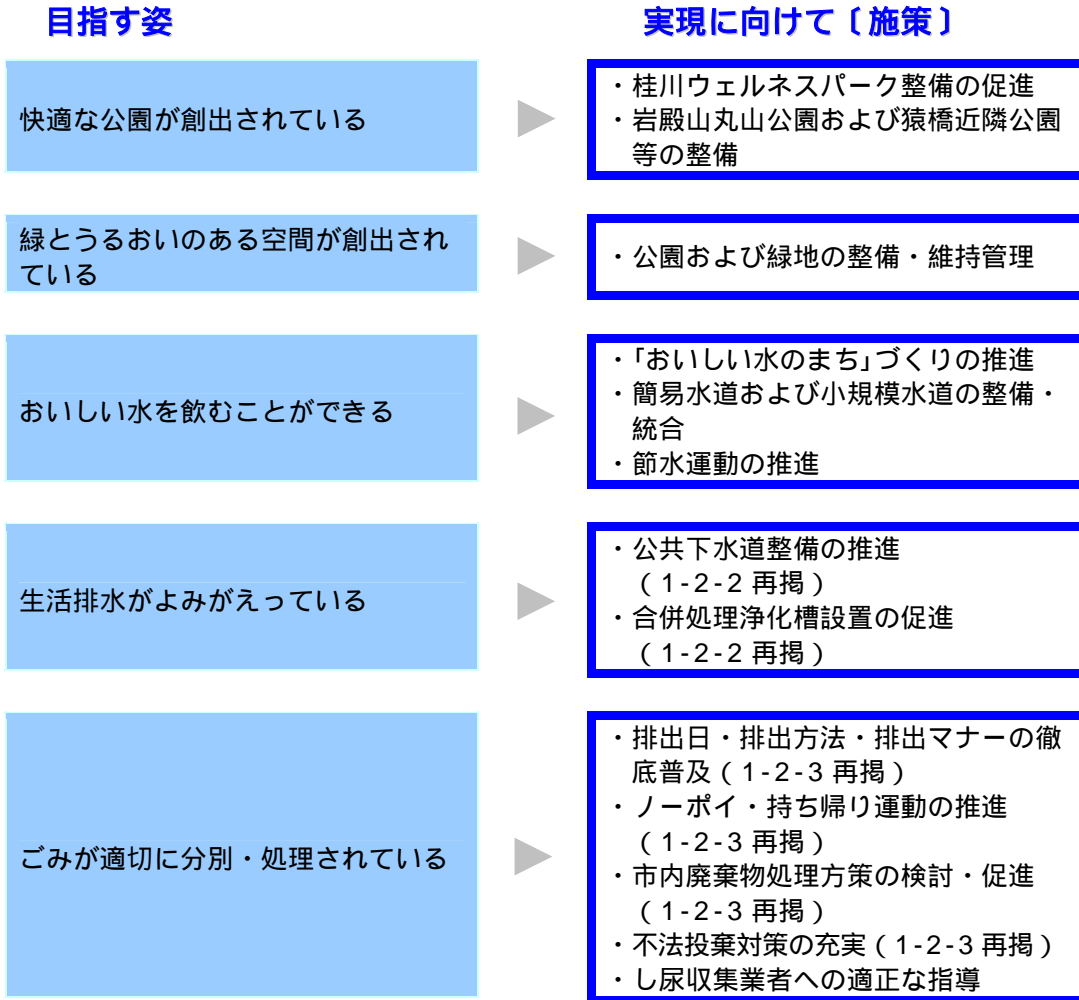 目指す姿
実現に向けて〔施策〕
快適な公園が創出されている
・桂川ウェルネスパーク整備の促進
・岩殿山丸山公園および猿橋近隣公園
等の整備
緑とうるおいのある空間が創出され
ている
・公園および緑地の整備・維持管理
おいしい水を飲むことができる
・「おいしい水のまち」づくりの推進
・簡易水道および小規模水道の整備・
統合
・節水運動の推進
生活排水がよみがえっている
・公共下水道整備の推進
（1-2-2 再掲）
・合併処理浄化槽設置の促進
（1-2-2 再掲）
ごみが適切に分別・処理されている
・排出日・排出方法・排出マナーの徹
底普及（1-2-3 再掲）
・ノーポイ・持ち帰り運動の推進
（1-2-3 再掲）
・市内廃棄物処理方策の検討・促進
（1-2-3 再掲）
・不法投棄対策の充実（1-2-3 再掲）
・し尿収集業者への適正な指導